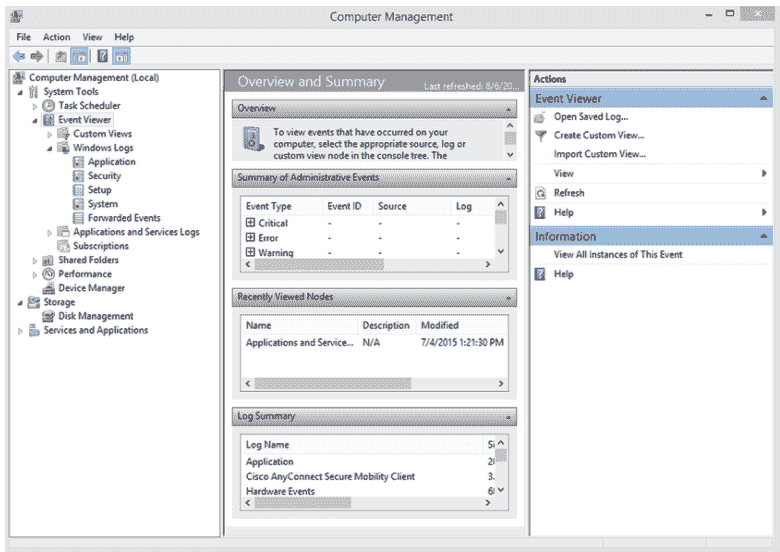 Computer Management
File Action View Help
Computer Management (Local)
System Tools
Task Scheduler
Event Viewer
Custom Views
Windows Logs
Application
Security
Setup
System
Forwarded Events
Applications and Services Logs
Subscriptions
Shared Folders
Performance
Device Manager
Storage
Disk Management
Services and Applications
Overview and Summary
Last refreshed: 8/6/20...
Overview
To view events that have occurred on your
computer, select the appropriate source, log or
custom view node in the console tree. The
Summary of Administrative Events
Event Type Event ID Source Log
Critical - - -
Error - - -
Warning - - -
Recently Viewed Nodes
Name Description Modified
Applications and Service... N/A 7/4/2015 1:21:30 PM
Log Summary
Log Name
Application
Cisco AnyConnect Secure Mobility Client
Hardware Events
Actions
Event Viewer
Open Saved Log...
Create Custom View...
Import Custom View...
View
Refresh
Help
Information
View All Instances of This Event
Help